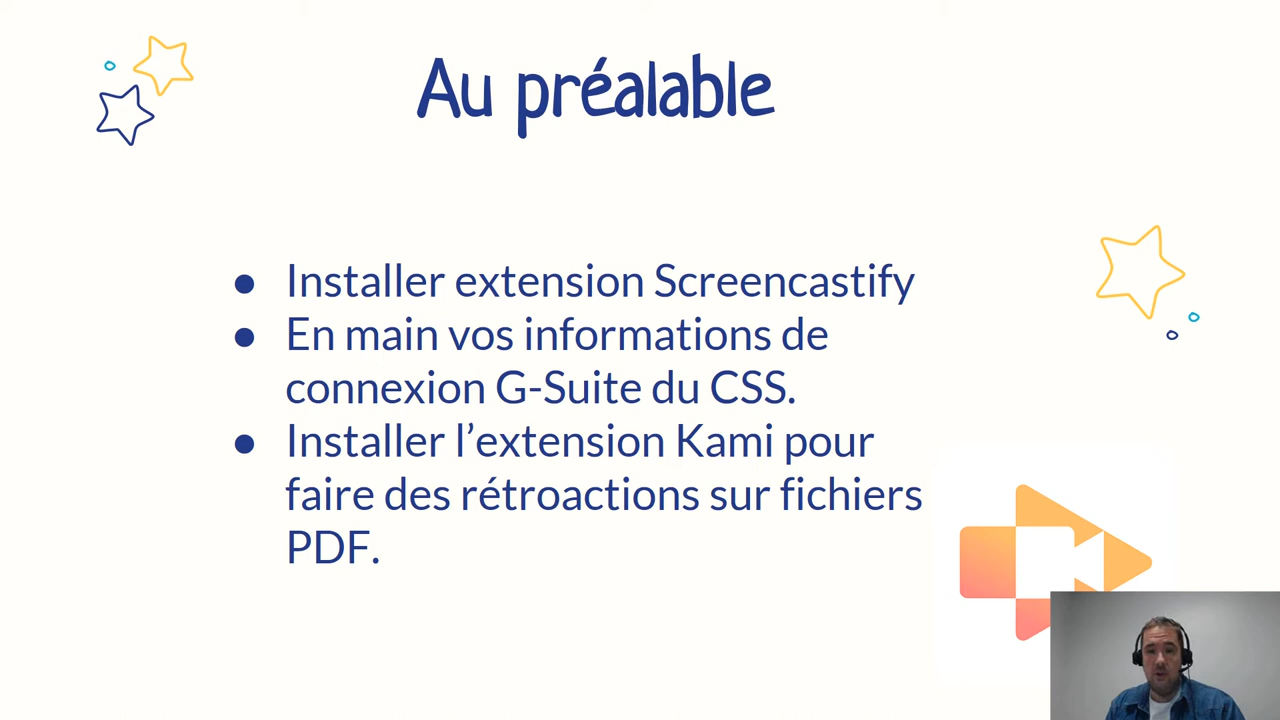 Au préalable
● Installer extension Screencastify
● En main vos informations de
connexion G-Suite du CSS.
● Installer l’extension Kami pour
faire des rétroactions sur fichiers
PDF.